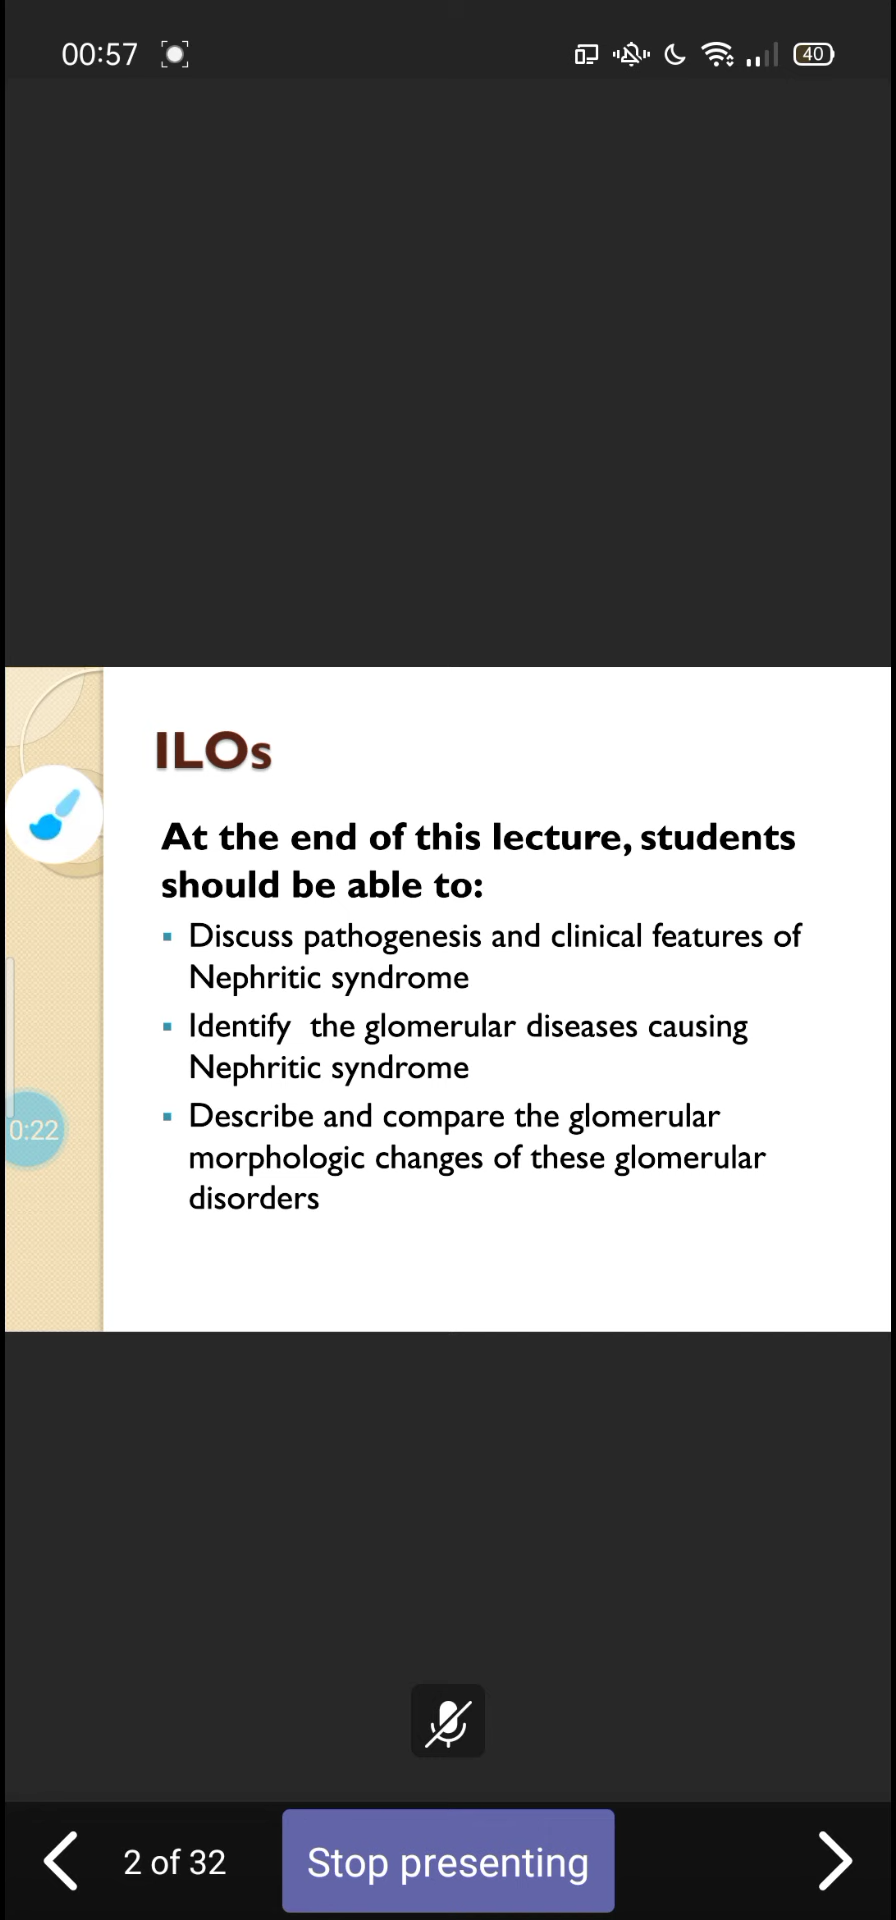 00:57
40
ILOs
At the end of this lecture, students
should be able to:
▪ Discuss pathogenesis and clinical features of
Nephritic syndrome
▪ Identify  the glomerular diseases causing
Nephritic syndrome
▪ Describe and compare the glomerular
morphologic changes of these glomerular
disorders
0:22
2 of 32
Stop presenting